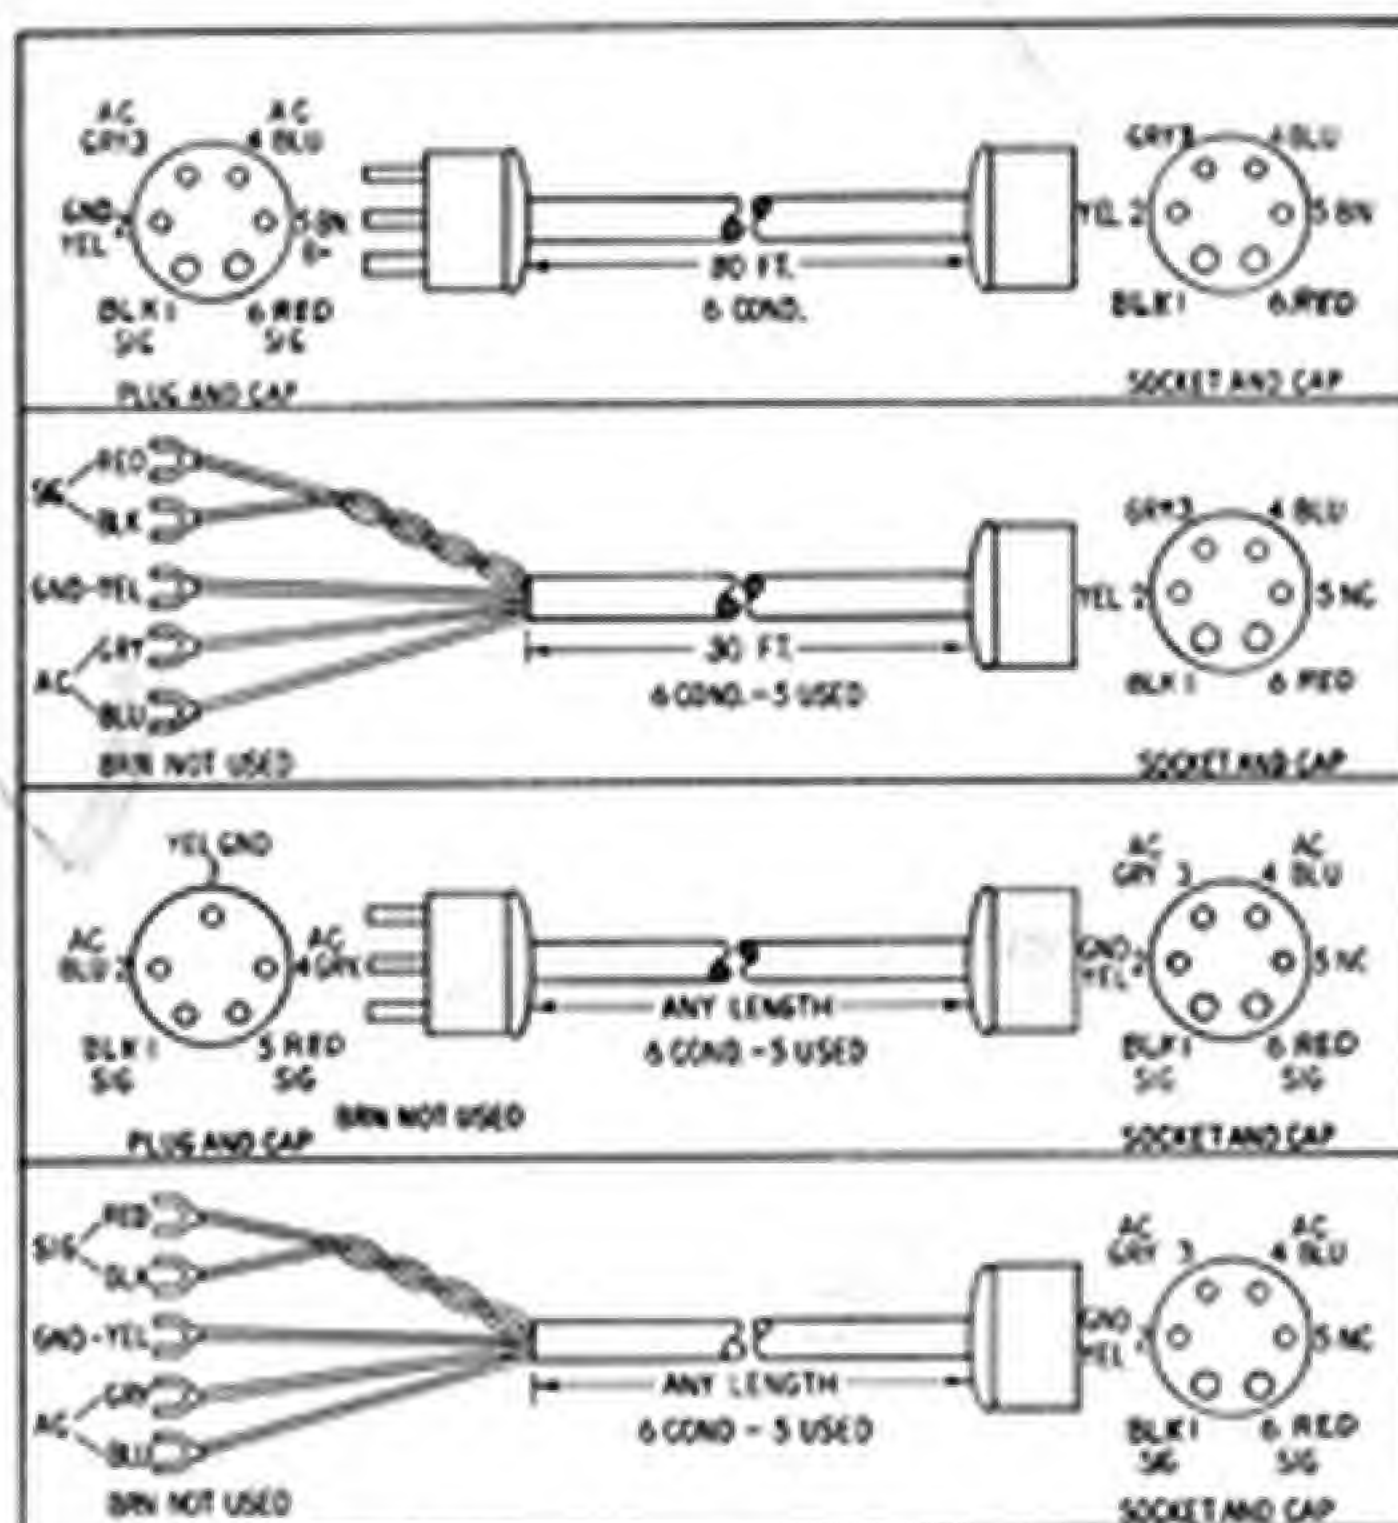 AC AC
GRY 3 4 BLU
GND
YEL 2
5 BN
B+
BLK 1 6 RED
SIG SIG
PLUG AND CAP
30 FT.
6 COND.
GRY 3 4 BLU
YEL 2 5 BN
BLK 1 6 RED
SOCKET AND CAP
SIG
RED
BLK
GND-YEL
AC
GRY
BLU
BRN NOT USED
30 FT.
6 COND. - 5 USED
GRY 3 4 BLU
YEL 2 5 NC
BLK 1 6 RED
SOCKET AND CAP
YEL GND
3
AC
BLU 2
AC
4 GRY
BLK 1 5 RED
SIG SIG
PLUG AND CAP
BRN NOT USED
ANY LENGTH
6 COND. - 5 USED
AC AC
GRY 3 4 BLU
GND
YEL 2
5 NC
BLK 1 6 RED
SIG SIG
SOCKET AND CAP
SIG
RED
BLK
GND-YEL
AC
GRY
BLU
BRN NOT USED
ANY LENGTH
6 COND - 5 USED
AC AC
GRY 3 4 BLU
GND
YEL 2
5 NC
BLK 1 6 RED
SIG SIG
SOCKET AND CAP